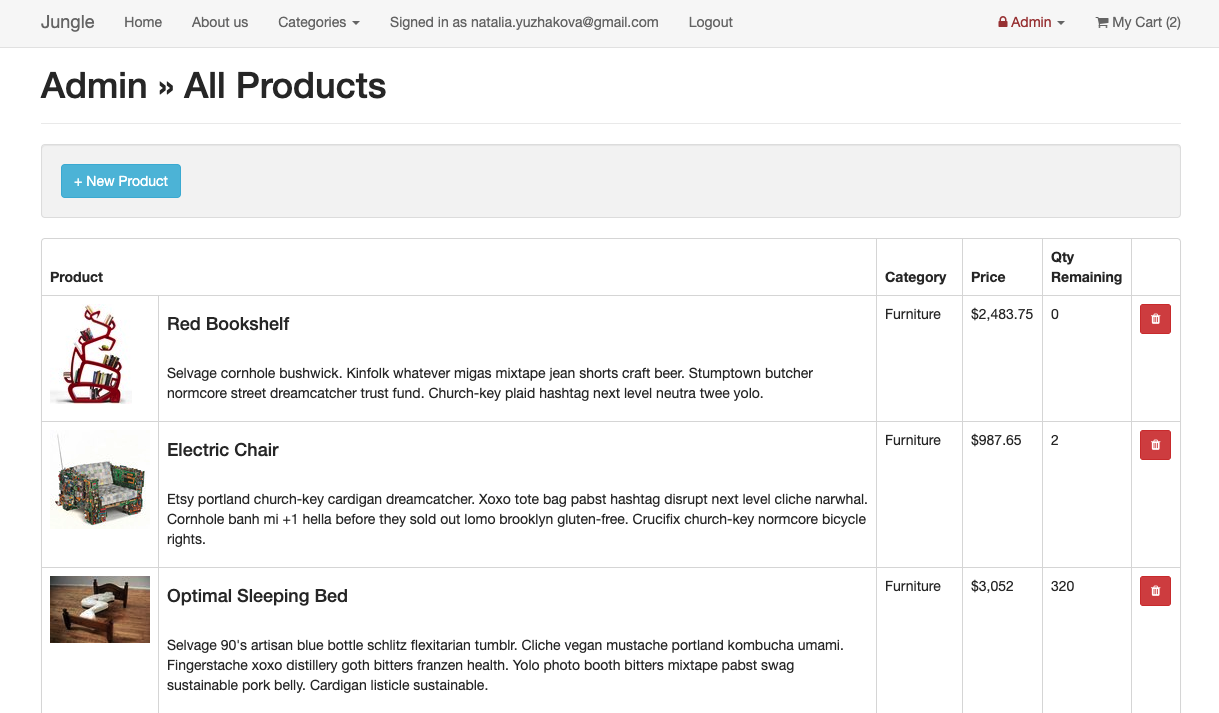 Jungle Home About us Categories Signed in as natalia.yuzhakova@gmail.com Logout Admin My Cart (2)
Admin » All Products
+ New Product
Product Category Price Qty Remaining
Red Bookshelf
Furniture $2,483.75 0
Selvage cornhole bushwick. Kinfolk whatever migas mixtape jean shorts craft beer. Stumptown butcher
normcore street dreamcatcher trust fund. Church-key plaid hashtag next level neutra twee yolo.
Electric Chair
Furniture $987.65 2
Etsy portland church-key cardigan dreamcatcher. Xoxo tote bag pabst hashtag disrupt next level cliche narwhal.
Cornhole banh mi +1 hella before they sold out lomo brooklyn gluten-free. Crucifix church-key normcore bicycle
rights.
Optimal Sleeping Bed
Furniture $3,052 320
Selvage 90's artisan blue bottle schlitz flexitarian tumblr. Cliche vegan mustache portland kombucha umami.
Fingerstache xoxo distillery goth bitters franzen health. Yolo photo booth bitters mixtape pabst swag
sustainable pork belly. Cardigan listicle sustainable.